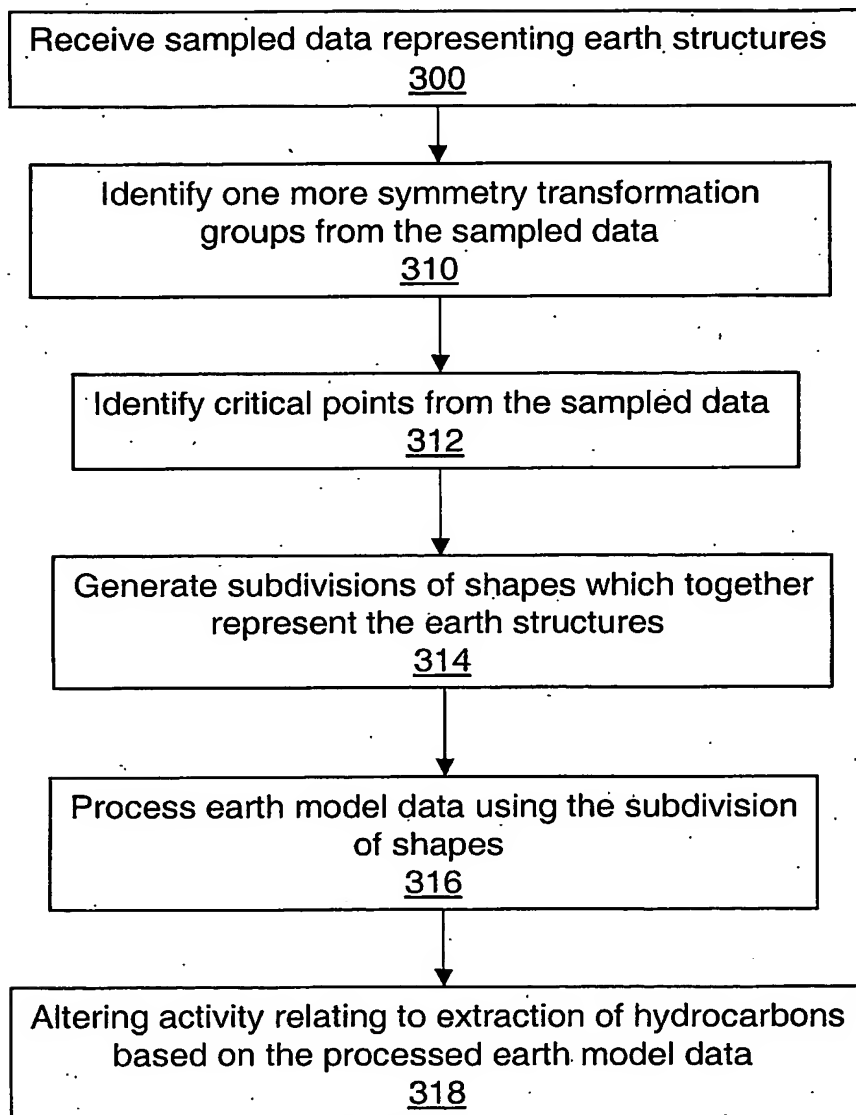 Receive sampled data representing earth structures
300
Identify one more symmetry transformation
groups from the sampled data
310
Identify critical points from the sampled data
312
Generate subdivisions of shapes which together
represent the earth structures
314
Process earth model data using the subdivision
of shapes
316
Altering activity relating to extraction of hydrocarbons
based on the processed earth model data
318